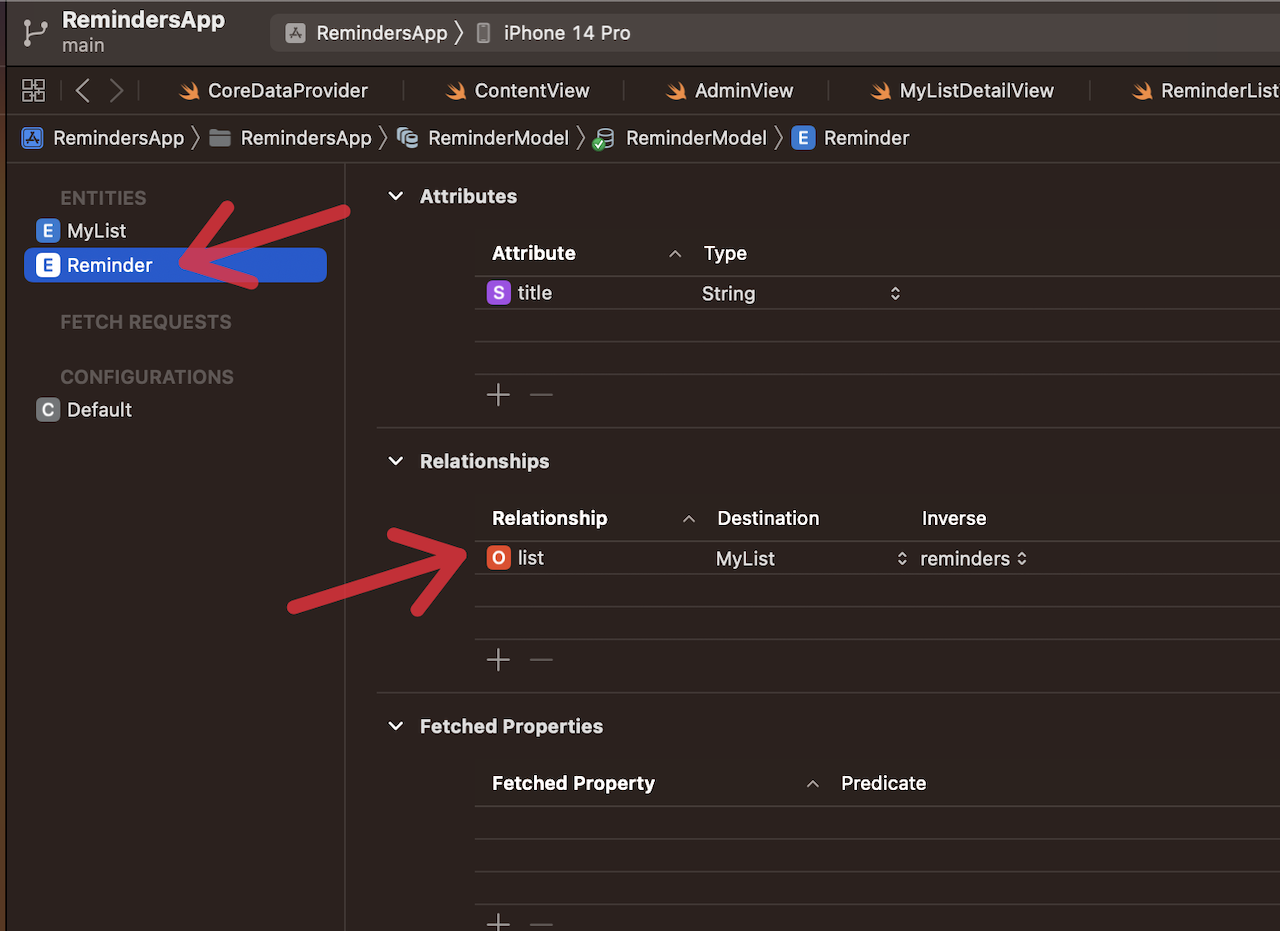 RemindersApp
main
RemindersApp 〉 iPhone 14 Pro
CoreDataProvider ContentView AdminView MyListDetailView ReminderList
RemindersApp 〉 RemindersApp 〉 ReminderModel 〉 ReminderModel 〉 E Reminder
ENTITIES
E MyList
E Reminder
FETCH REQUESTS
CONFIGURATIONS
C Default
Attributes
Attribute Type
S title String
Relationships
Relationship Destination Inverse
O list MyList reminders
Fetched Properties
Fetched Property Predicate